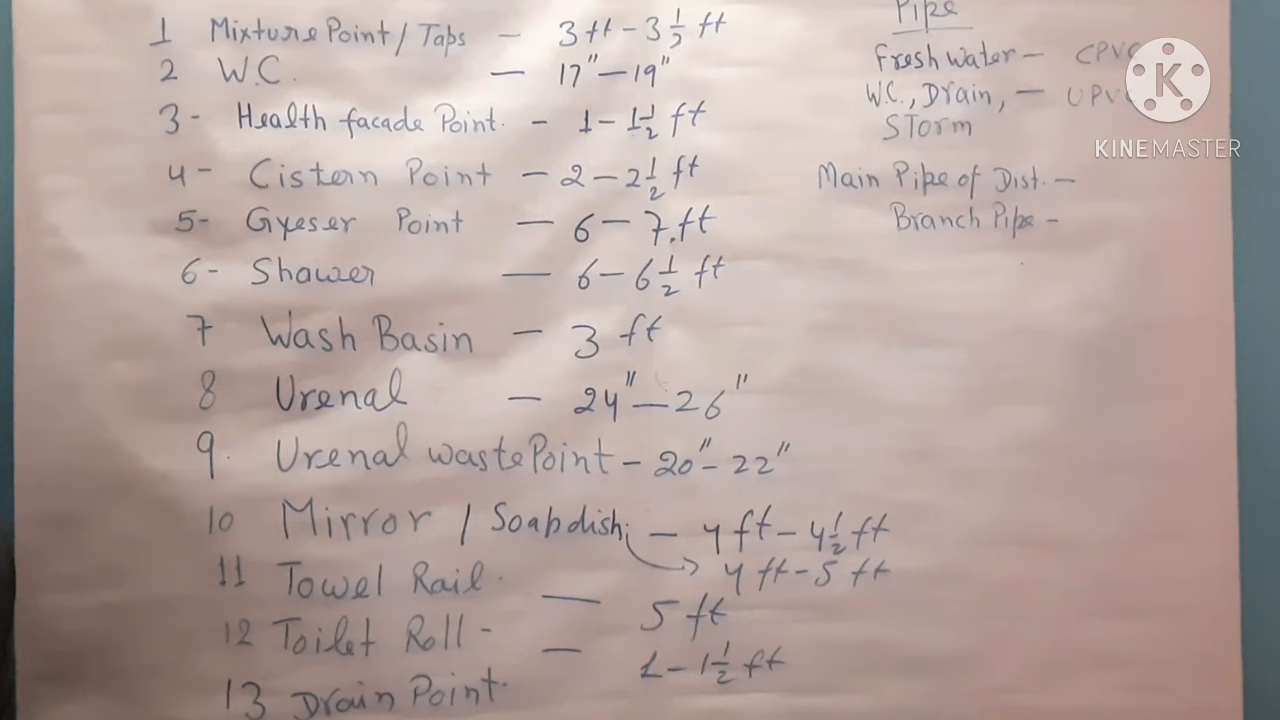 1 Mixture Point / Taps - 3 ft - 3 1/2 ft
2 W.C. - 17" - 19"
3- Health facade Point. - 1 - 1 1/2 ft
4- Cistern Point - 2 - 2 1/2 ft
5- Gyeser Point - 6 - 7.ft
6- Shower - 6 - 6 1/2 ft
7 Wash Basin - 3 ft
8 Urenal - 24" - 26"
9. Urenal waste Point - 20" - 22"
10 Mirror / Soapdish - 4 ft - 4 1/2 ft
→ 4 ft - 5 ft
11 Towel Rail. - 5 ft
12 Toilet Roll - - 1 - 1 1/2 ft
13 Drain Point.
Pipe
Fresh Water - CPVC
W.C., Drain, - UPVC
STorm
Main Pipe of Dist. -
Branch Pipe -
K
KINEMASTER